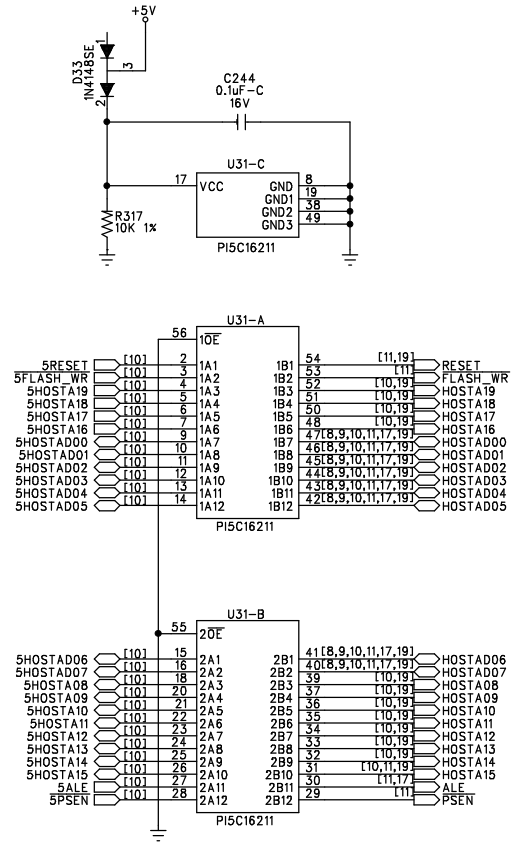 +5V
1
D33
1N4148SE
3
2
C244
0.1uF-C
16V
U31-C
17 VCC GND 8
GND1 19
GND2 38
GND3 49
PI5C16211
R317
10K 1%
U31-A
56 1OE
5RESET [10] 2 1A1 1B1 54 [11,19] RESET
5FLASH_WR [10] 3 1A2 1B2 53 [11] FLASH_WR
5HOSTA19 [10] 4 1A3 1B3 52 [10,19] HOSTA19
5HOSTA18 [10] 5 1A4 1B4 51 [10,19] HOSTA18
5HOSTA17 [10] 6 1A5 1B5 50 [10,19] HOSTA17
5HOSTA16 [10] 7 1A6 1B6 48 [10,19] HOSTA16
5HOSTAD00 [10] 9 1A7 1B7 47 [8,9,10,11,17,19] HOSTAD00
5HOSTAD01 [10] 10 1A8 1B8 46 [8,9,10,11,17,19] HOSTAD01
5HOSTAD02 [10] 11 1A9 1B9 45 [8,9,10,11,17,19] HOSTAD02
5HOSTAD03 [10] 12 1A10 1B10 44 [8,9,10,11,17,19] HOSTAD03
5HOSTAD04 [10] 13 1A11 1B11 43 [8,9,10,11,17,19] HOSTAD04
5HOSTAD05 [10] 14 1A12 1B12 42 [8,9,10,11,17,19] HOSTAD05
PI5C16211
U31-B
55 2OE
5HOSTAD06 [10] 15 2A1 2B1 41 [8,9,10,11,17,19] HOSTAD06
5HOSTAD07 [10] 16 2A2 2B2 40 [8,9,10,11,17,19] HOSTAD07
5HOSTA08 [10] 18 2A3 2B3 39 [10,19] HOSTA08
5HOSTA09 [10] 20 2A4 2B4 37 [10,19] HOSTA09
5HOSTA10 [10] 21 2A5 2B5 36 [10,19] HOSTA10
5HOSTA11 [10] 22 2A6 2B6 35 [10,19] HOSTA11
5HOSTA12 [10] 23 2A7 2B7 34 [10,19] HOSTA12
5HOSTA13 [10] 24 2A8 2B8 33 [10,19] HOSTA13
5HOSTA14 [10] 25 2A9 2B9 32 [10,19] HOSTA14
5HOSTA15 [10] 26 2A10 2B10 31 [10,11,19] HOSTA15
5ALE [10] 27 2A11 2B11 30 [11,17] ALE
5PSEN [10] 28 2A12 2B12 29 [11] PSEN
PI5C16211